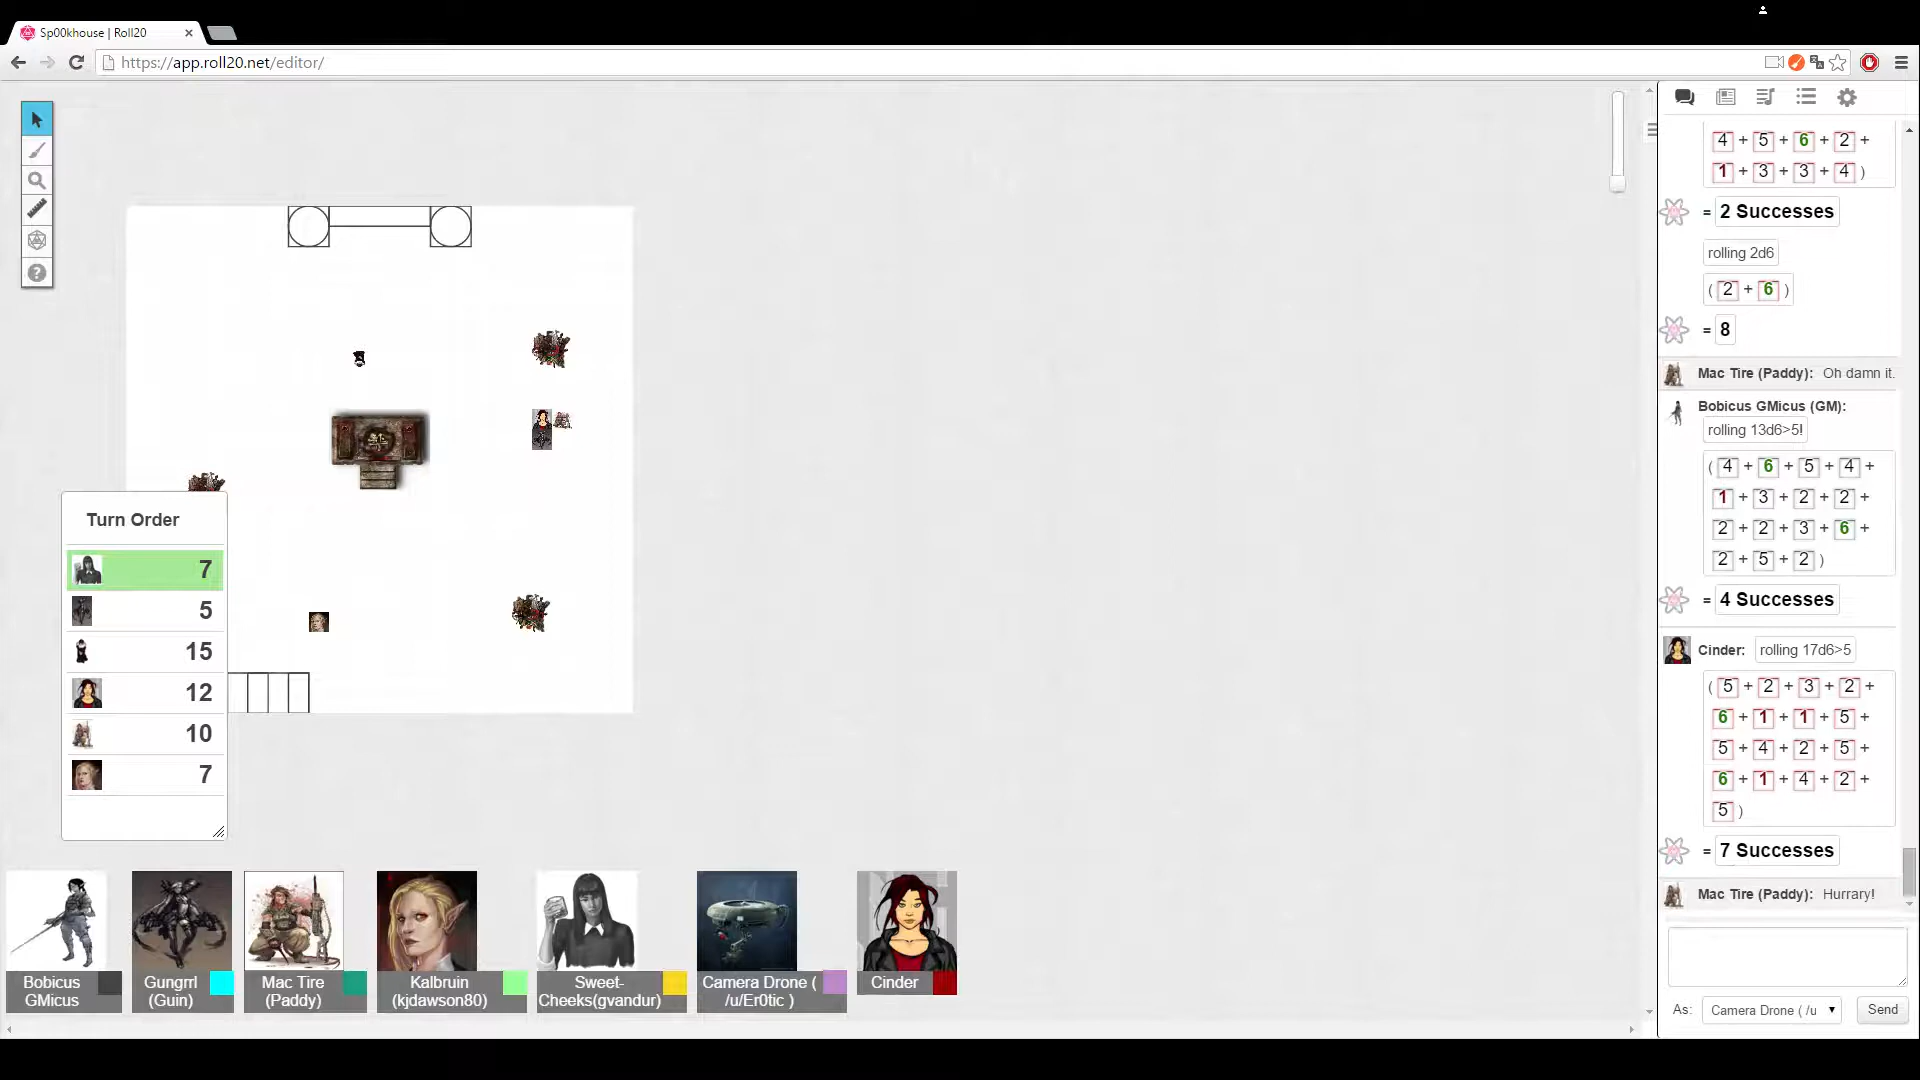 Sp00khouse | Roll20
https://app.roll20.net/editor/
4 + 5 + 6 + 2 +
1 + 3 + 3 + 4 )
= 2 Successes
rolling 2d6
( 2 + 6 )
= 8
Mac Tire (Paddy): Oh damn it.
Bobicus GMicus (GM):
rolling 13d6>5!
( 4 + 6 + 5 + 4 +
1 + 3 + 2 + 2 +
2 + 2 + 3 + 6 +
2 + 5 + 2 )
= 4 Successes
Cinder: rolling 17d6>5
( 5 + 2 + 3 + 2 +
6 + 1 + 1 + 5 +
5 + 4 + 2 + 5 +
6 + 1 + 4 + 2 +
5 )
= 7 Successes
Mac Tire (Paddy): Hurrary!
As: Camera Drone ( /u Send
Turn Order
7
5
15
12
10
7
Bobicus
GMicus
Gungrrl
(Guin)
Mac Tire
(Paddy)
Kalbruin
(kjdawson80)
Sweet-
Cheeks(gvandur)
Camera Drone (
/u/Er0tic )
Cinder